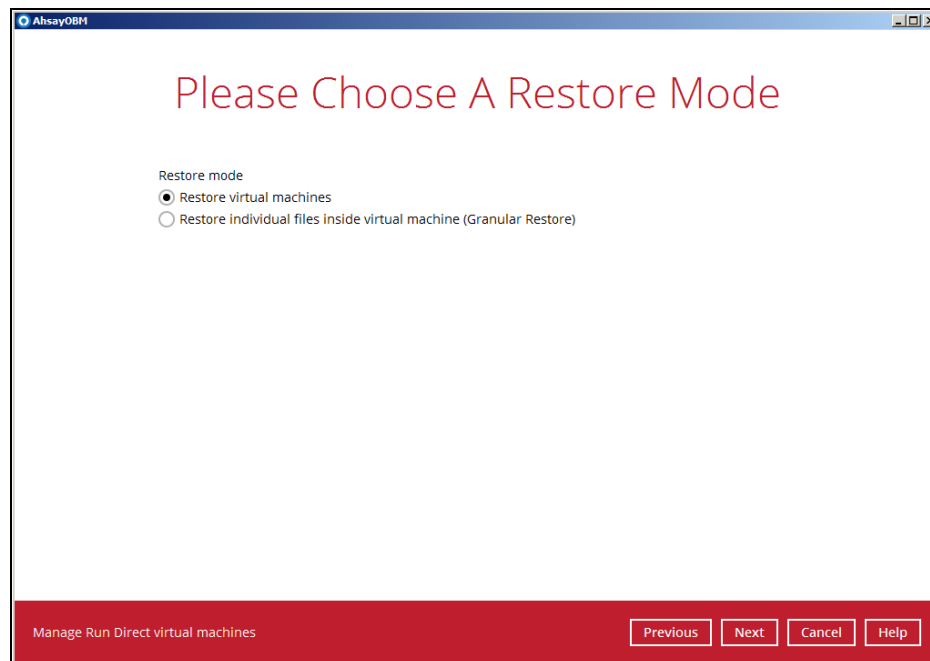 AhsayOBM
Please Choose A Restore Mode
Restore mode
Restore virtual machines
Restore individual files inside virtual machine (Granular Restore)
Manage Run Direct virtual machines
Previous
Next
Cancel
Help